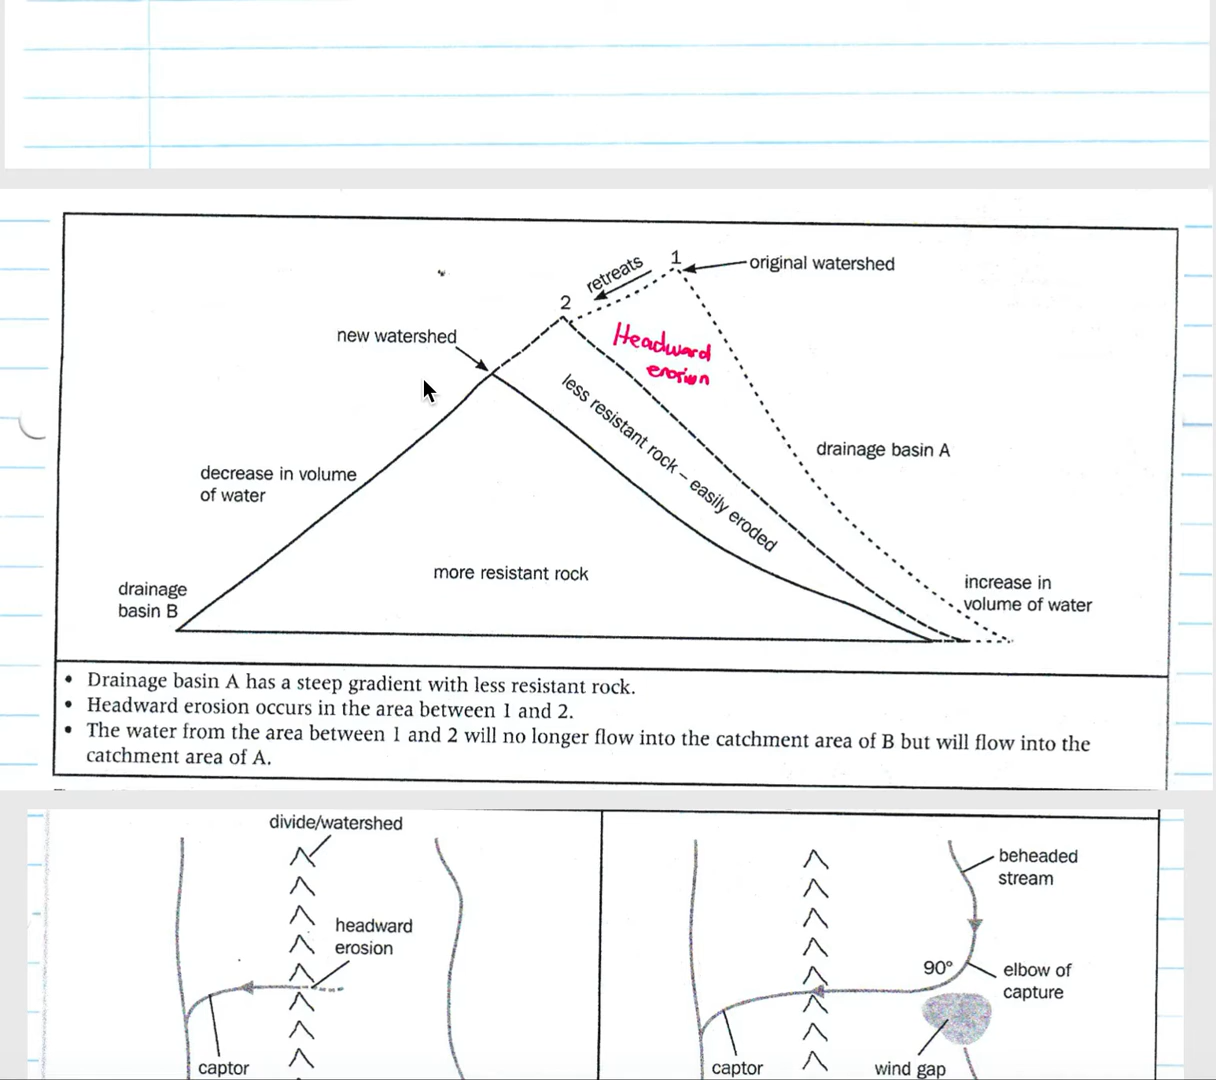 1
original watershed
retreats
2
new watershed
Headward
erosion
less resistant rock – easily eroded
drainage basin A
decrease in volume
of water
more resistant rock
drainage
basin B
increase in
volume of water
• Drainage basin A has a steep gradient with less resistant rock.
• Headward erosion occurs in the area between 1 and 2.
• The water from the area between 1 and 2 will no longer flow into the catchment area of B but will flow into the
catchment area of A.
divide/watershed
headward
erosion
captor
beheaded
stream
90°
elbow of
capture
captor
wind gap